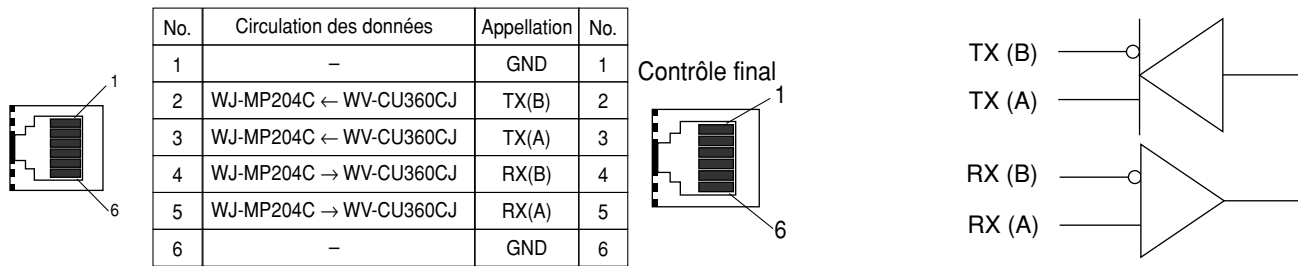 1
6
No. Circulation des données Appellation No.
1 – GND 1
2 WJ-MP204C ← WV-CU360CJ TX(B) 2
3 WJ-MP204C ← WV-CU360CJ TX(A) 3
4 WJ-MP204C → WV-CU360CJ RX(B) 4
5 WJ-MP204C → WV-CU360CJ RX(A) 5
6 – GND 6
Contrôle final
1
6
TX (B)
TX (A)
RX (B)
RX (A)